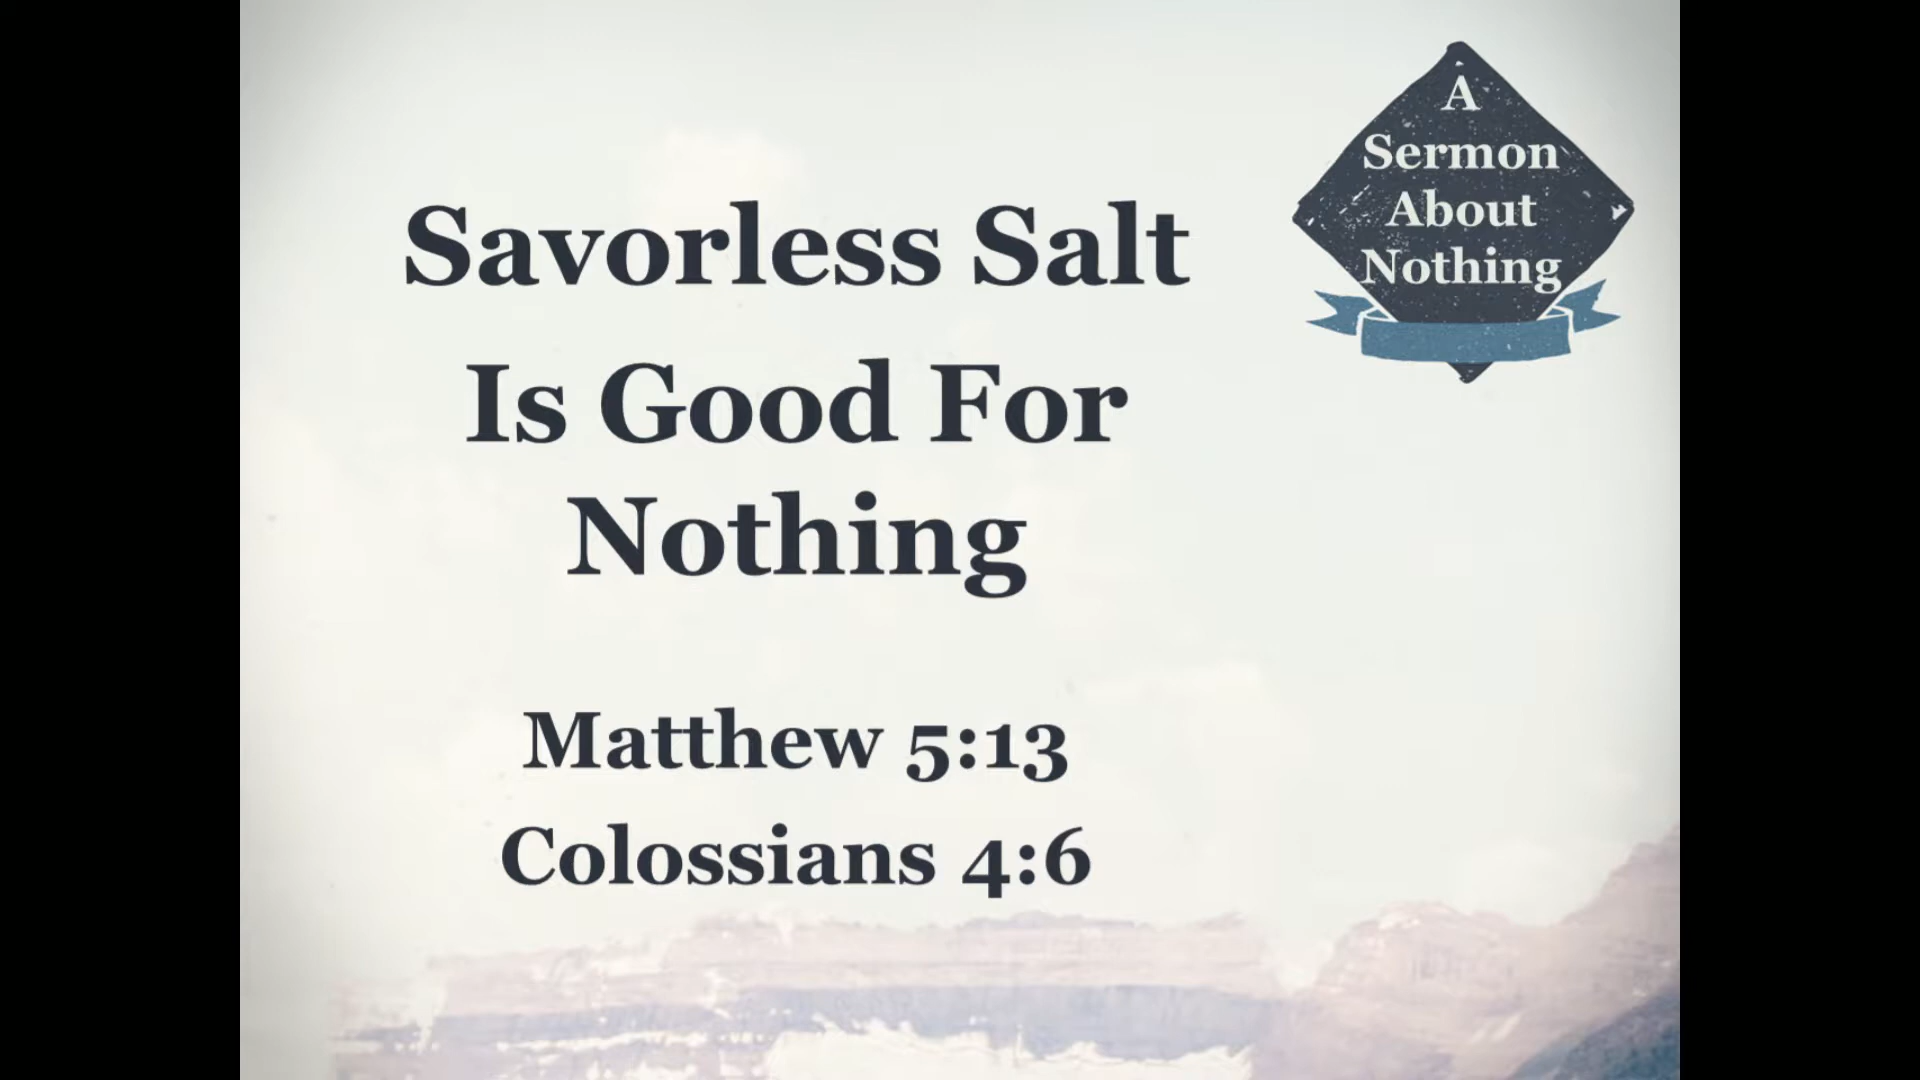 Savorless Salt
Is Good For
Nothing
Matthew 5:13
Colossians 4:6
A
Sermon
About
Nothing